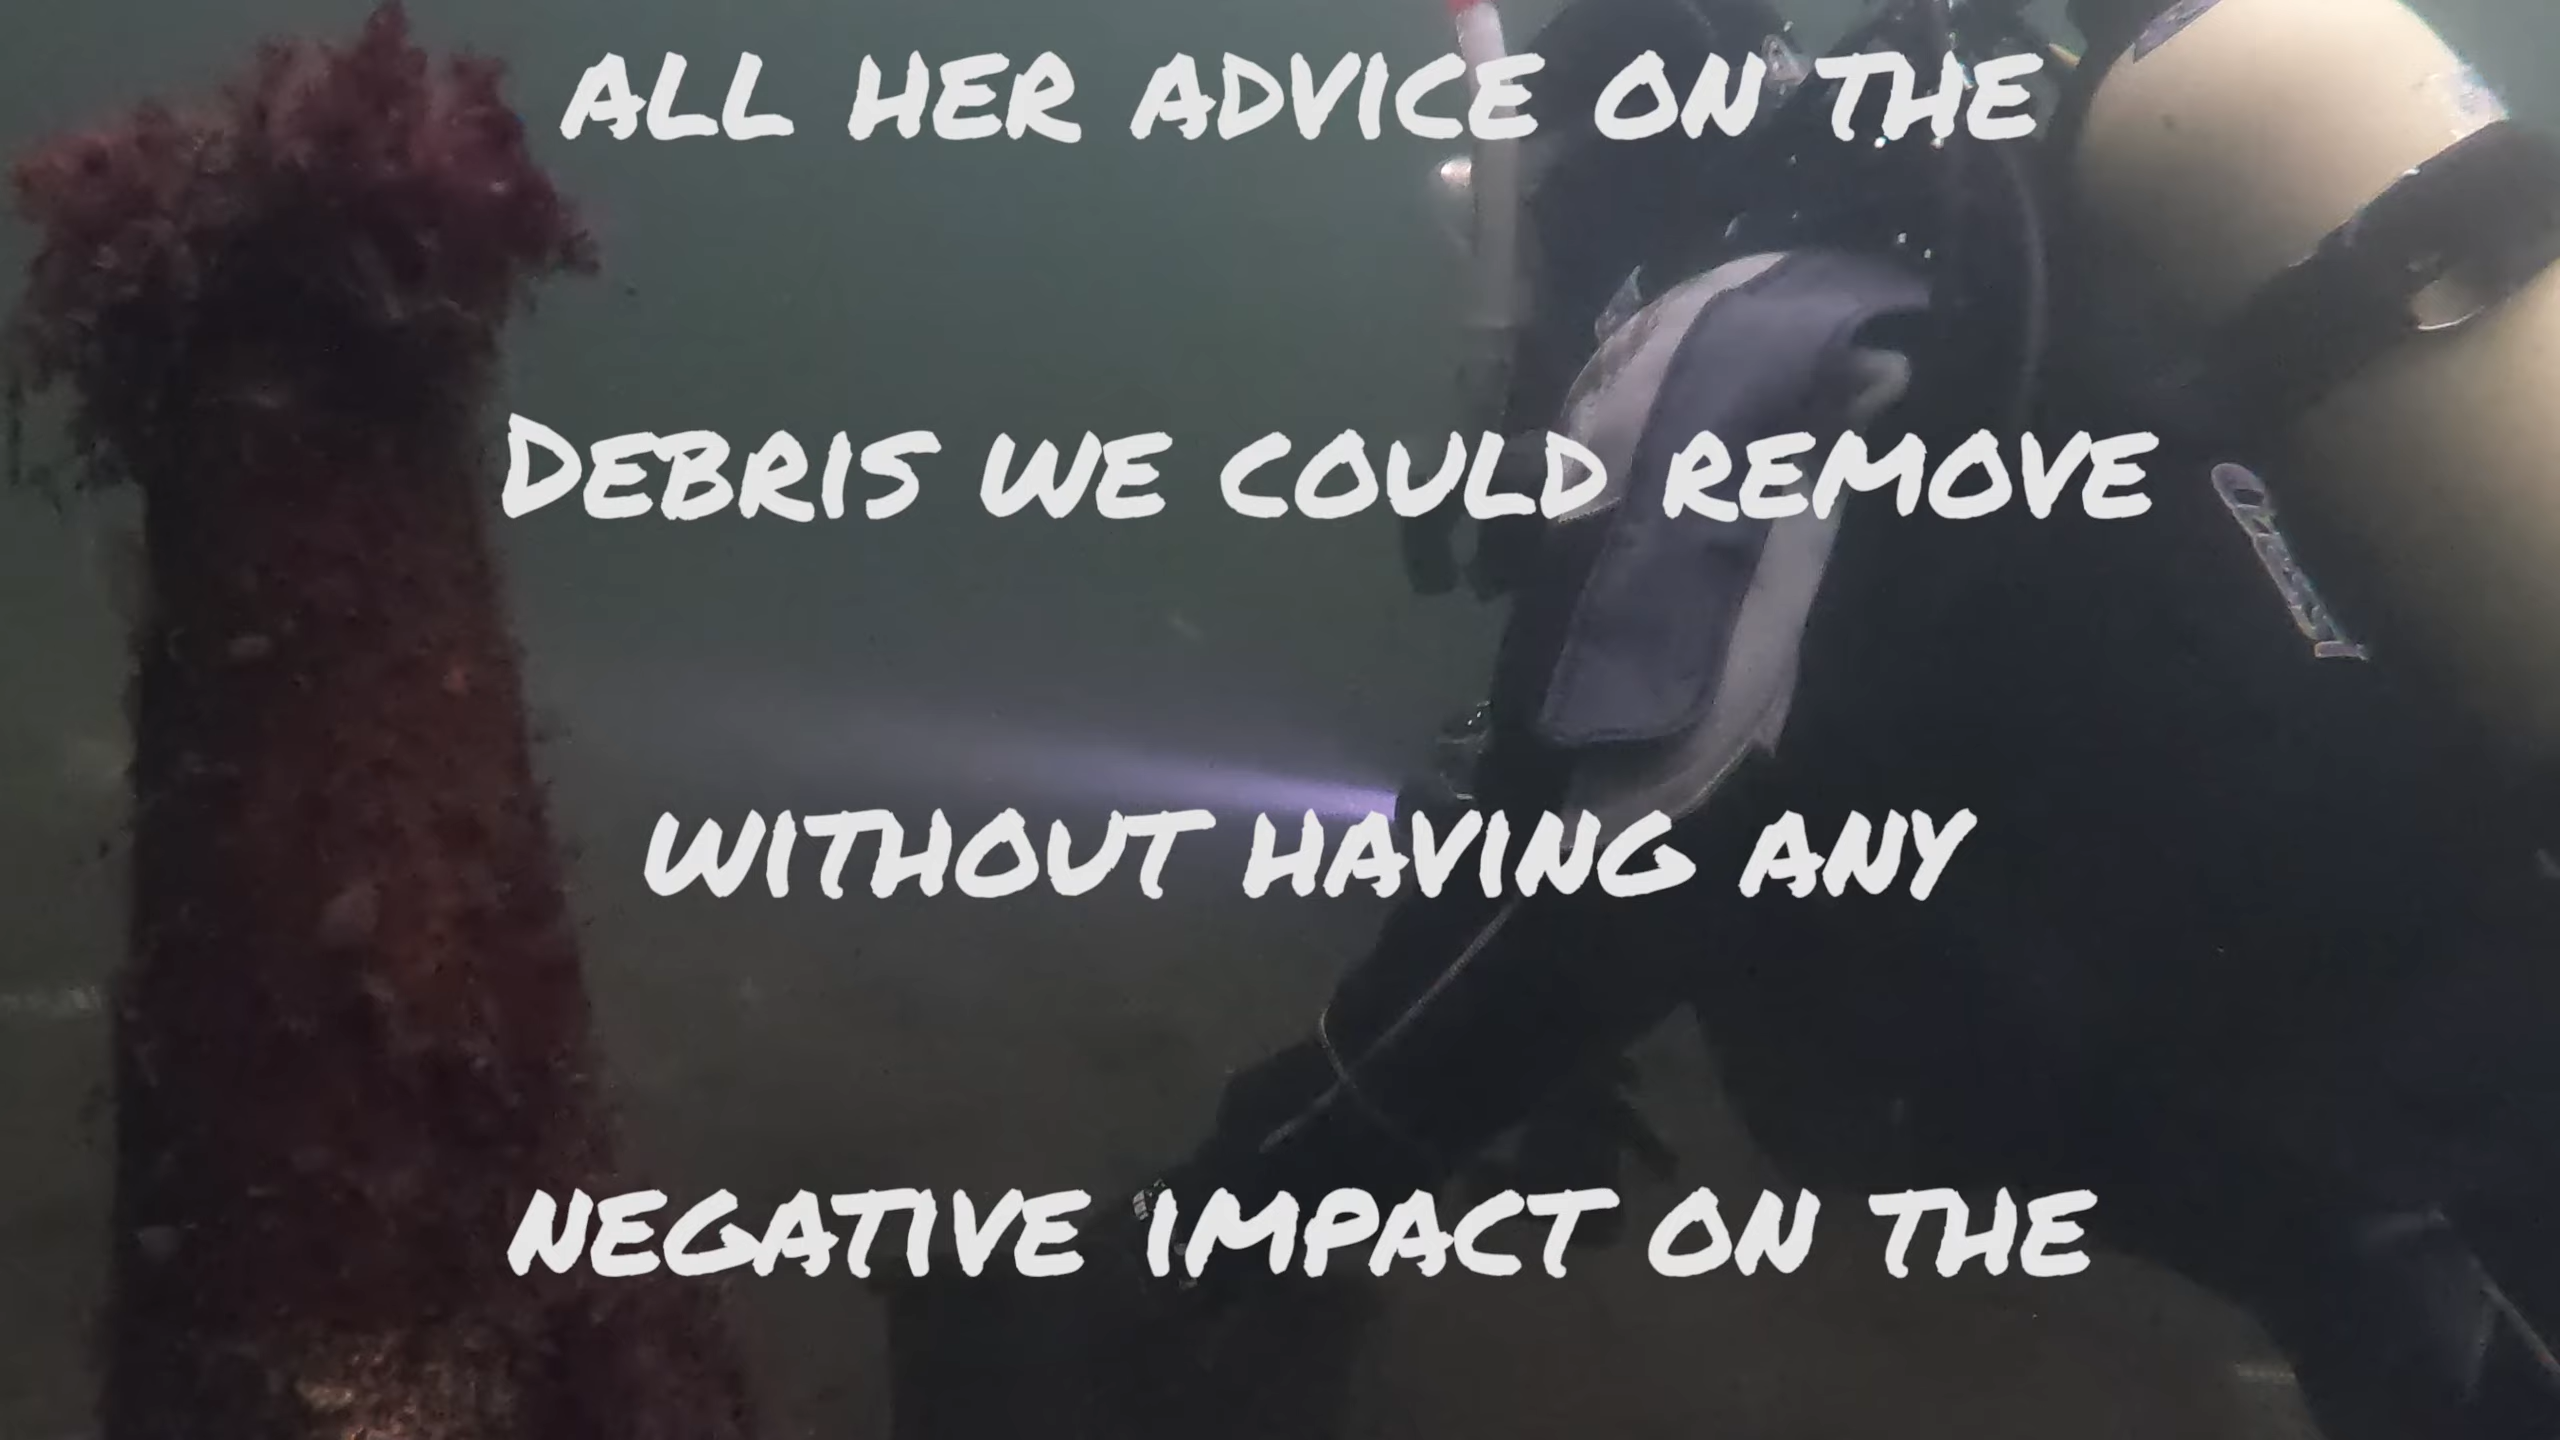 ALL HER ADVICE ON THE
DEBRIS WE COULD REMOVE
WITHOUT HAVING ANY
NEGATIVE IMPACT ON THE